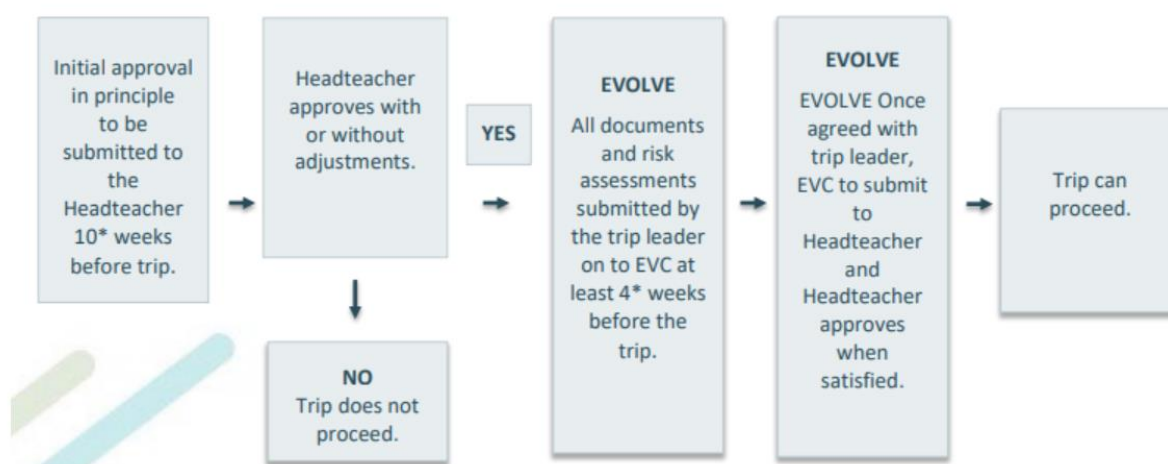 Initial approval
in principle
to be
submitted to
the
Headteacher
10* weeks
before trip.
Headteacher
approves with
or without
adjustments.
NO
Trip does not
proceed.
YES
EVOLVE
All documents
and risk
assessments
submitted by
the trip leader
on to EVC at
least 4* weeks
before the
trip.
EVOLVE
EVOLVE Once
agreed with
trip leader,
EVC to submit
to
Headteacher
and
Headteacher
approves
when
satisfied.
Trip can
proceed.